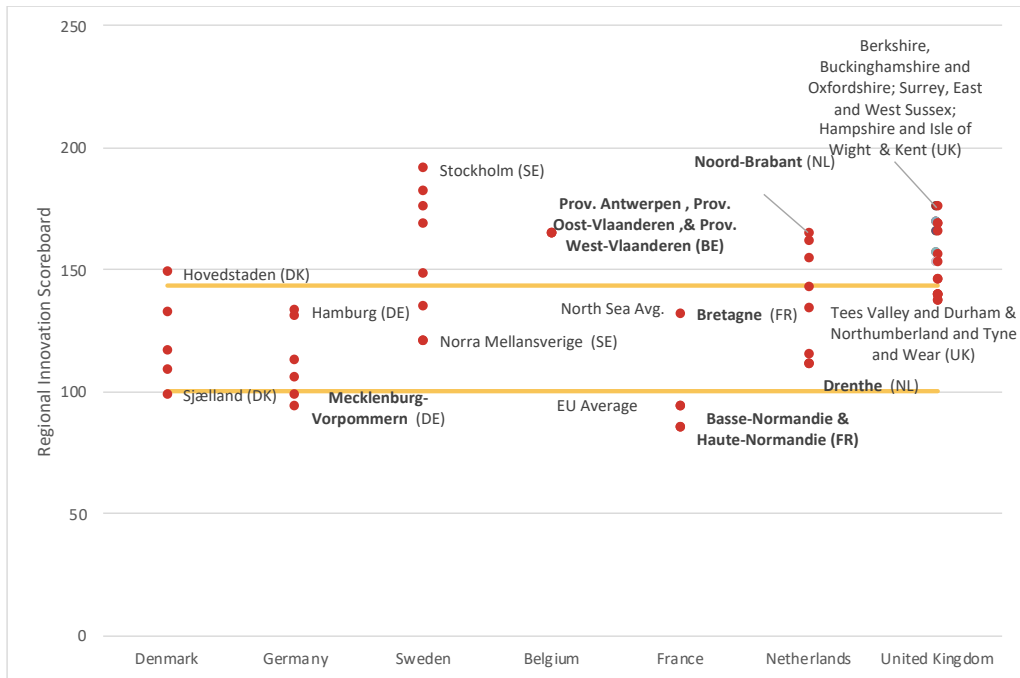 250
200
150
100
50
0
Regional Innovation Scoreboard
Denmark
Germany
Sweden
Belgium
France
Netherlands
United Kingdom
Hovedstaden (DK)
Sjælland (DK)
Hamburg (DE)
Mecklenburg-
Vorpommern (DE)
Stockholm (SE)
Norra Mellansverige (SE)
Prov. Antwerpen , Prov.
Oost-Vlaanderen ,& Prov.
West-Vlaanderen (BE)
North Sea Avg.
EU Average
Bretagne (FR)
Basse-Normandie &
Haute-Normandie (FR)
Noord-Brabant (NL)
Drenthe (NL)
Berkshire,
Buckinghamshire and
Oxfordshire; Surrey, East
and West Sussex;
Hampshire and Isle of
Wight & Kent (UK)
Tees Valley and Durham &
Northumberland and Tyne
and Wear (UK)